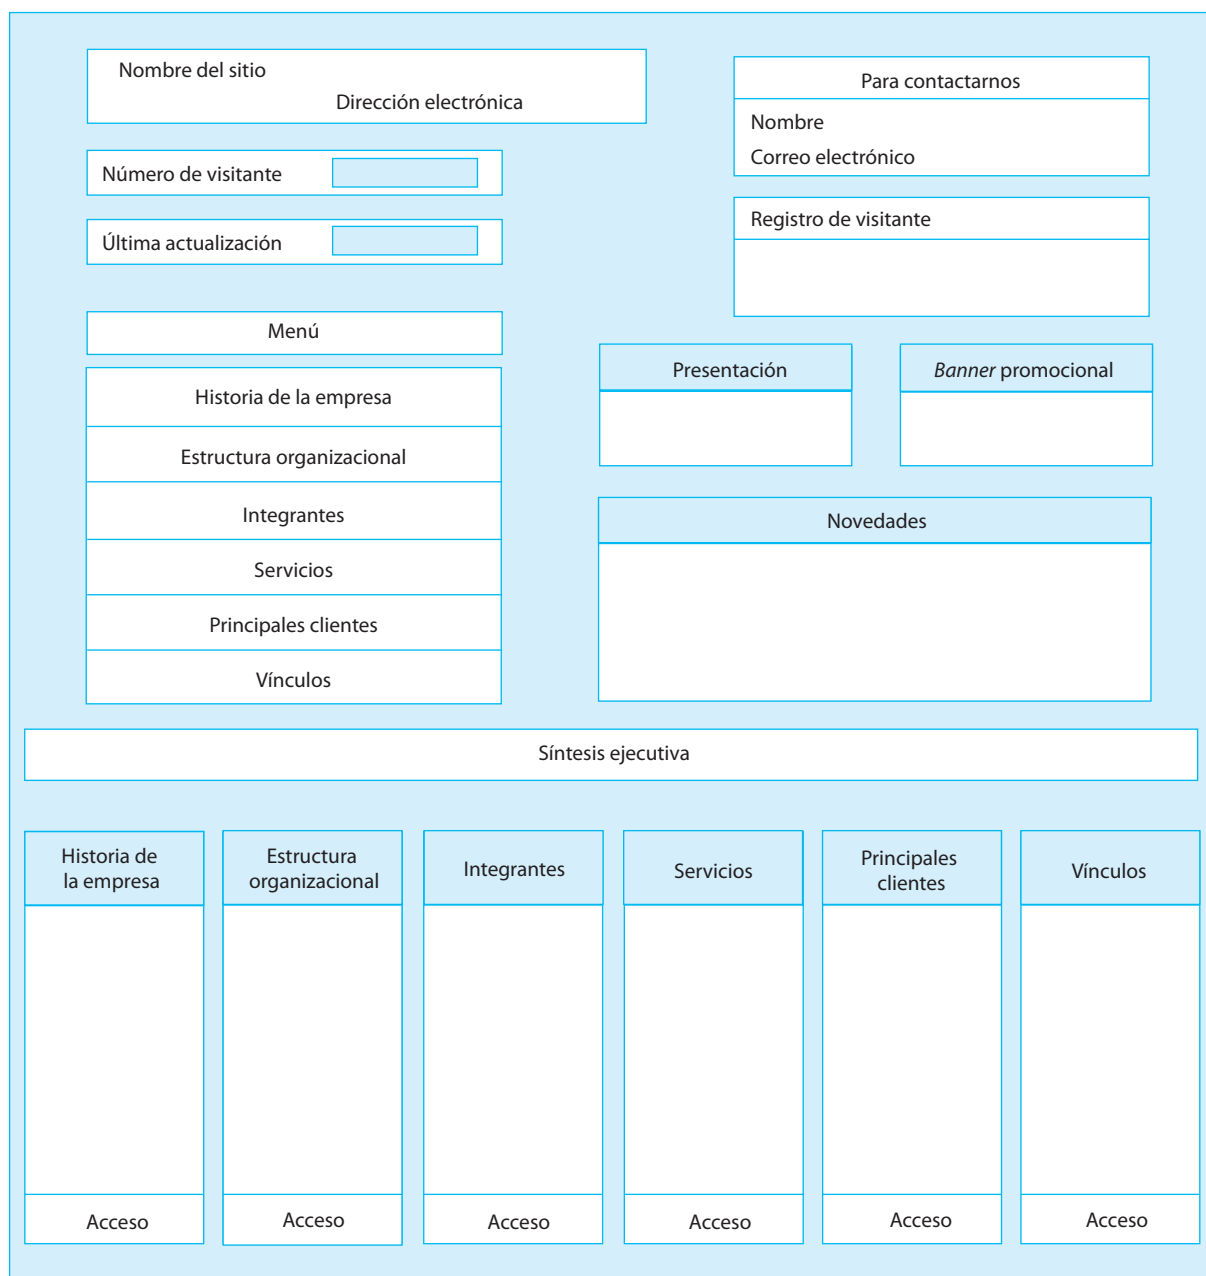 Nombre del sitio
Dirección electrónica
Para contactarnos
Nombre
Correo electrónico
Número de visitante
Registro de visitante
Última actualización
Menú
Historia de la empresa
Estructura organizacional
Integrantes
Servicios
Principales clientes
Vínculos
Presentación
Banner promocional
Novedades
Síntesis ejecutiva
Historia de
la empresa
Estructura
organizacional
Integrantes
Servicios
Principales
clientes
Vínculos
Acceso
Acceso
Acceso
Acceso
Acceso
Acceso